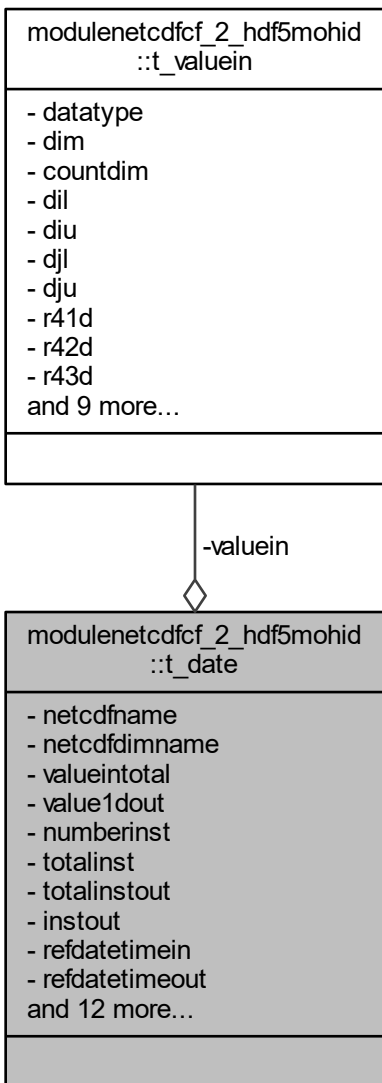 modulenetcdfcf_2_hdf5mohid
::t_valuein
- datatype
- dim
- countdim
- dil
- diu
- djl
- dju
- r41d
- r42d
- r43d
and 9 more...
-valuein
modulenetcdfcf_2_hdf5mohid
::t_date
- netcdfname
- netcdfdimname
- valueintotal
- value1dout
- numberinst
- totalinst
- totalinstout
- instout
- refdatetimein
- refdatetimeout
and 12 more...